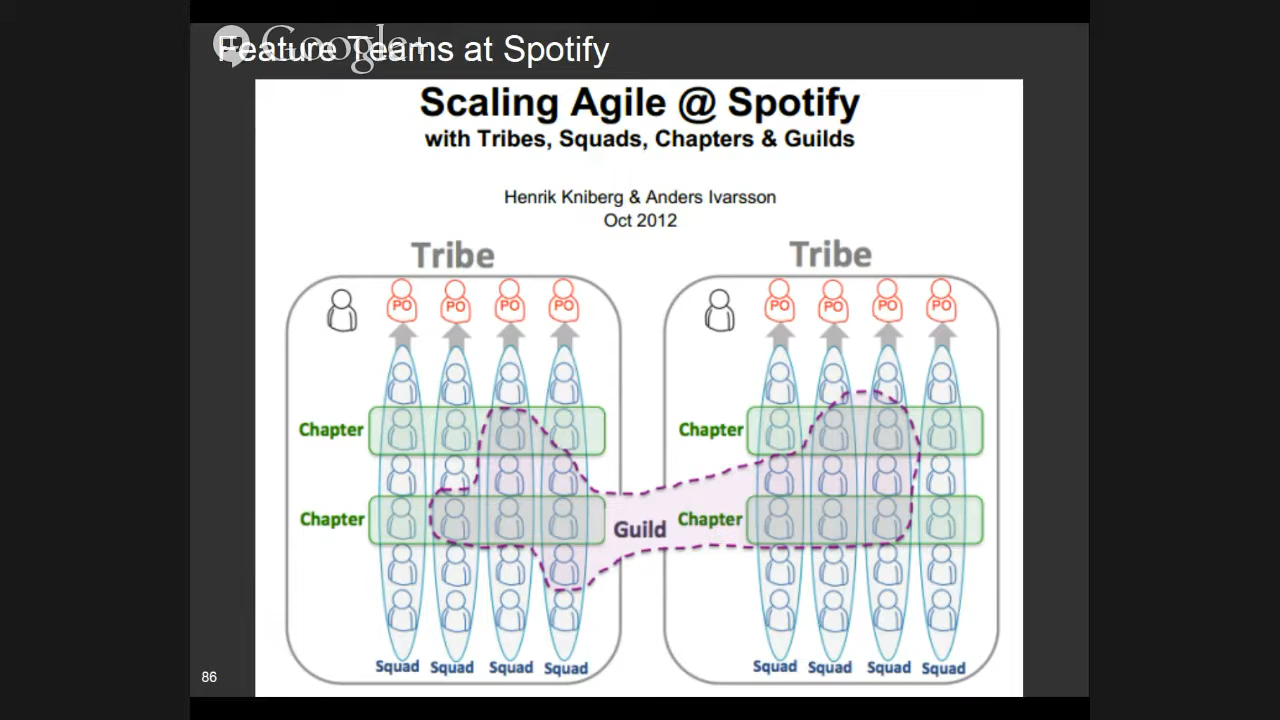 Feature Teams at Spotify
Google+
Scaling Agile @ Spotify
with Tribes, Squads, Chapters & Guilds
Henrik Kniberg & Anders Ivarsson
Oct 2012
Tribe Tribe
PO PO PO PO PO PO PO PO
Chapter Chapter
Chapter Guild Chapter
Squad Squad Squad Squad Squad Squad Squad Squad
86